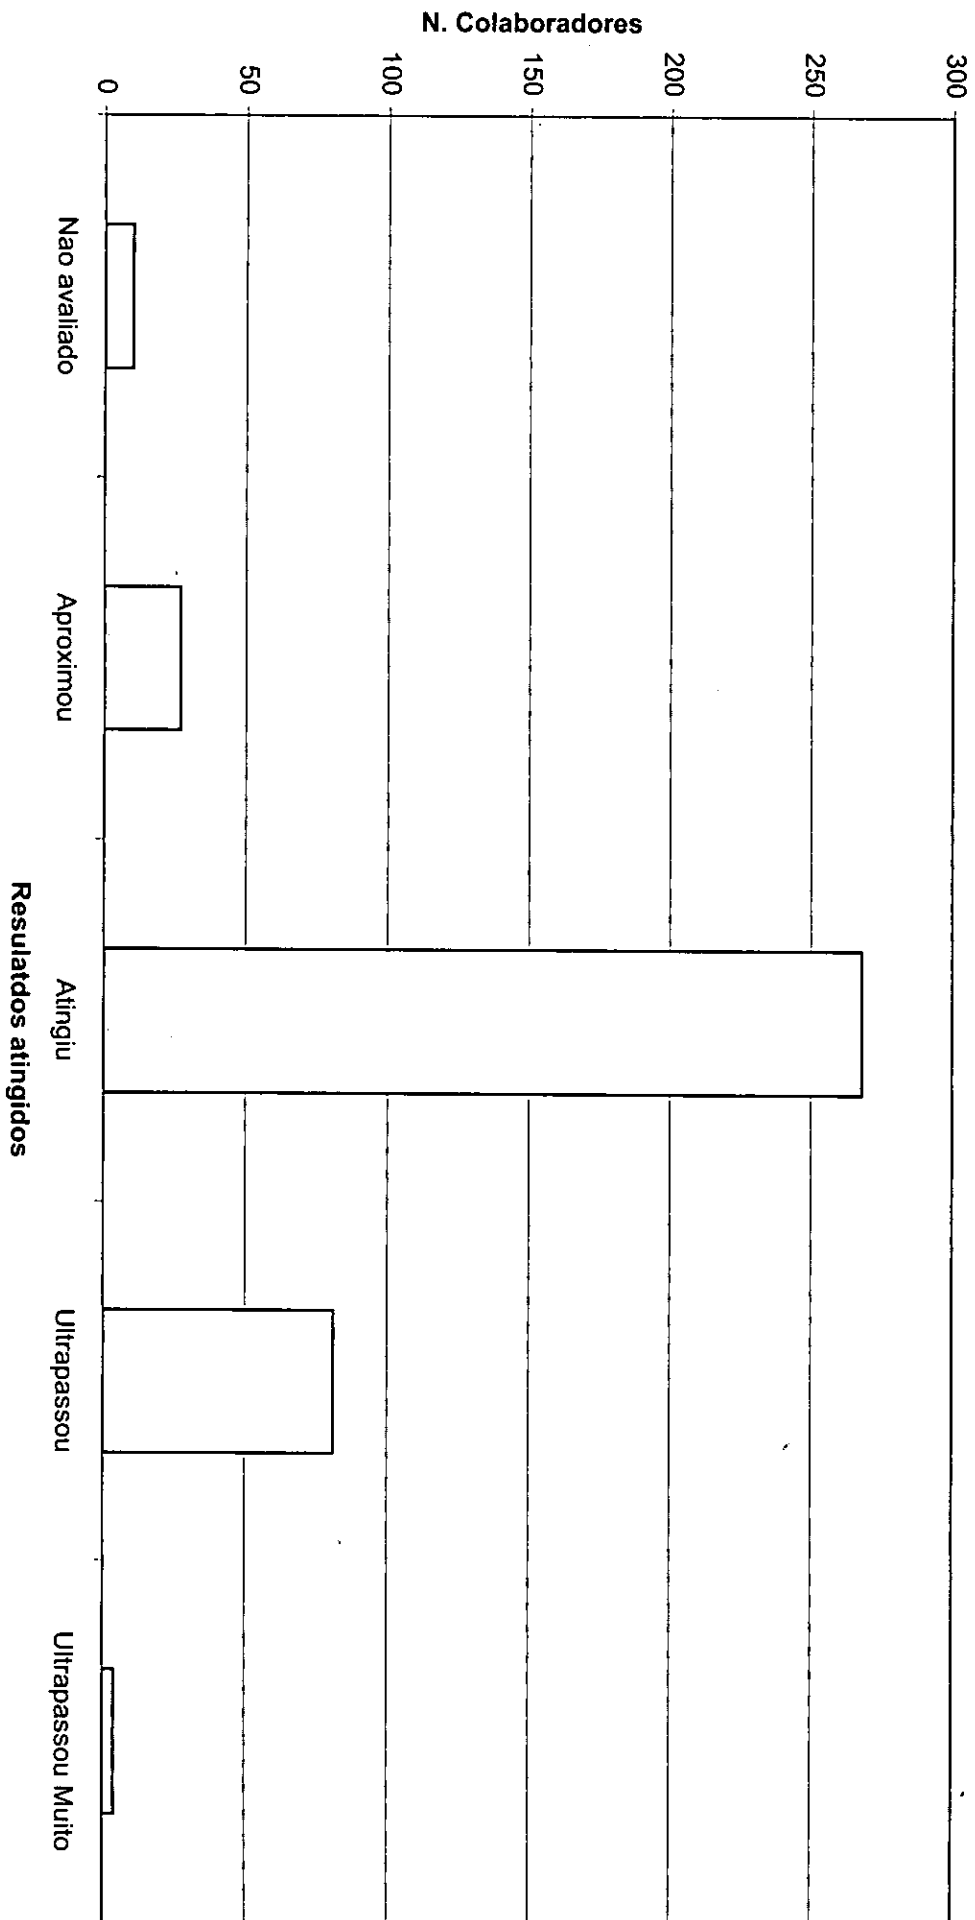 N. Colaboradores
300
250
200
150
100
50
0
Nao avaliado
Aproximou
Atingiu
Ultrapassou
Ultrapassou Muito
Resulatdos atingidos